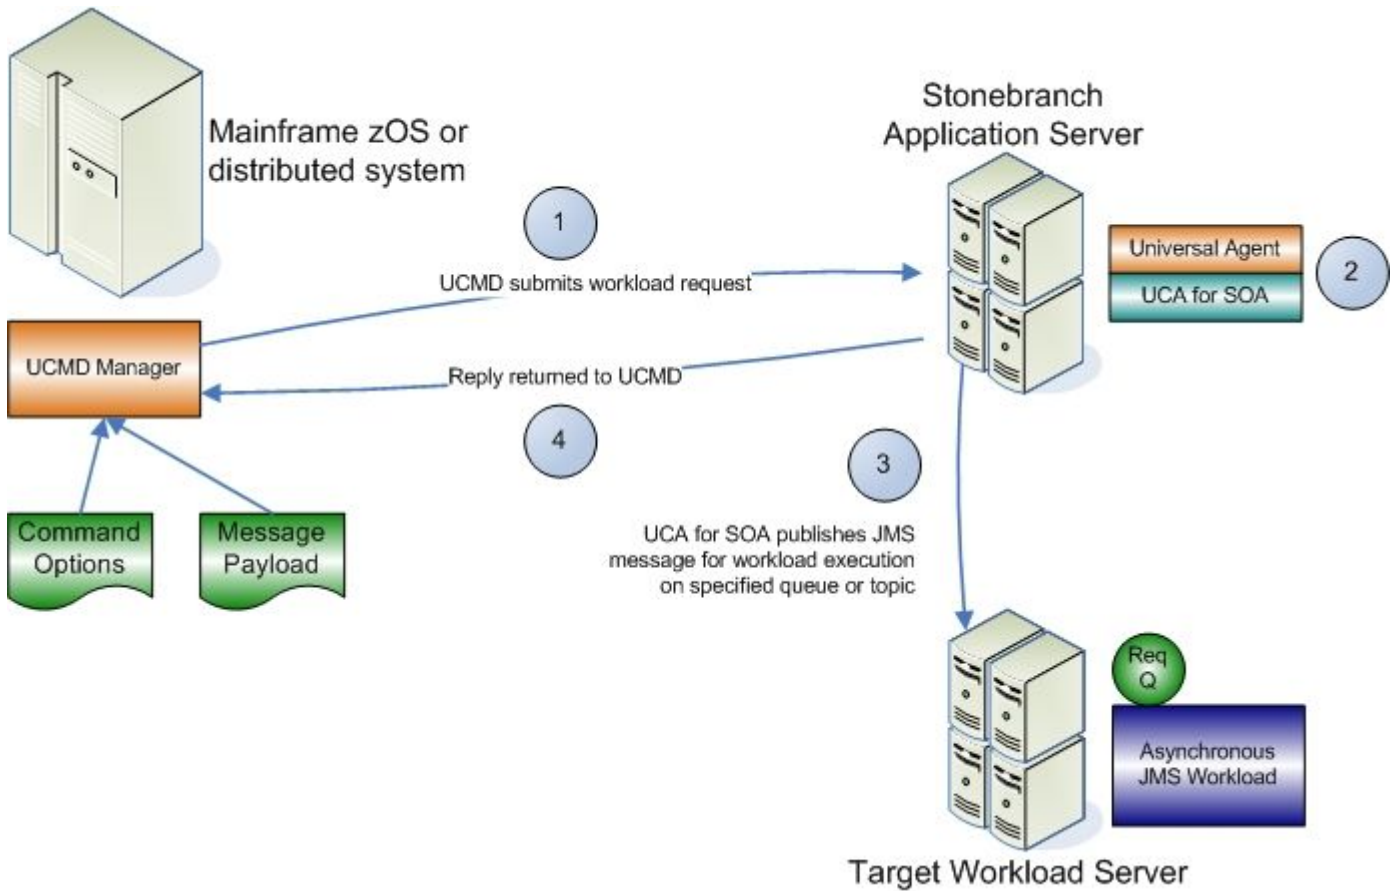 Mainframe zOS or
distributed system
Stonebranch
Application Server
1
UCMD submits workload request
Universal Agent
UCA for SOA
2
UCMD Manager
Reply returned to UCMD
4
3
Command
Options
Message
Payload
UCA for SOA publishes JMS
message for workload execution
on specified queue or topic
Req
Q
Asynchronous
JMS Workload
Target Workload Server